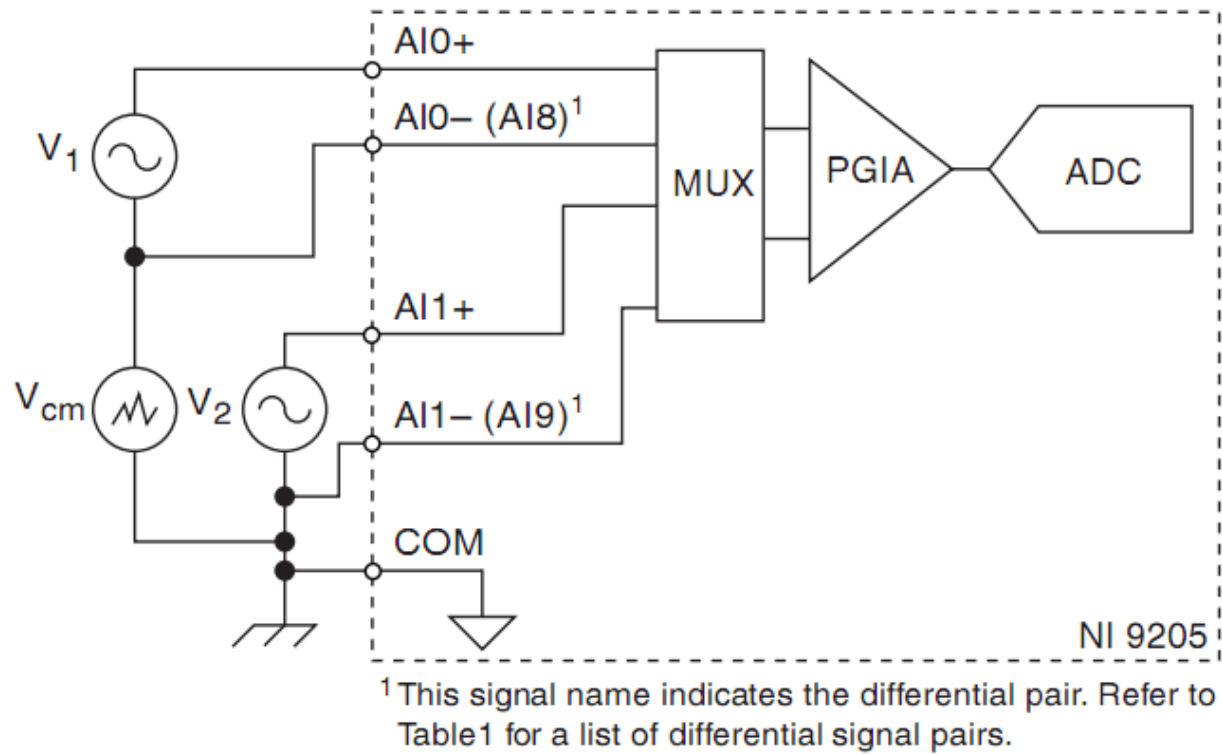 AI0+
AI0– (AI8)¹
V₁
MUX
PGIA
ADC
AI1+
V_cm
V₂
AI1– (AI9)¹
COM
NI 9205
¹ This signal name indicates the differential pair. Refer to
Table1 for a list of differential signal pairs.